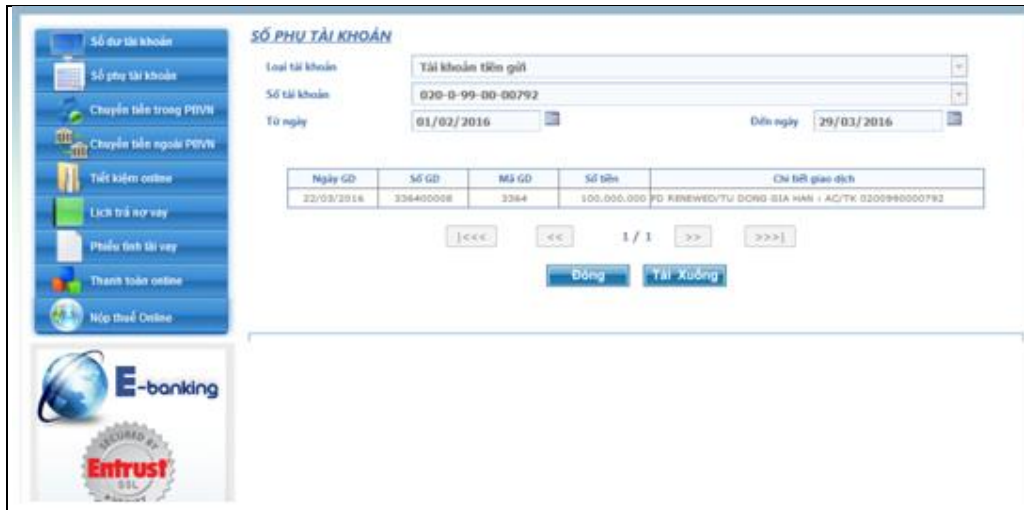 Số dư tài khoản
Sổ phụ tài khoản
Chuyển tiền trong PBVN
Chuyển tiền ngoài PBVN
Tiết kiệm online
Lịch trả nợ vay
Phiếu tính lãi vay
Thanh toán online
Nộp thuế Online
E-banking
SECURED BY
Entrust
SSL
SỔ PHỤ TÀI KHOẢN
Loại tài khoản Tài khoản tiền gửi
Số tài khoản 020-0-99-00-00792
Từ ngày 01/02/2016 Đến ngày 29/03/2016
Ngày GD Số GD Mã GD Số tiền Chi tiết giao dịch
22/03/2016 336400008 3364 100.000.000 FD RENEWED/TU DONG GIA HAN : AC/TK 0200990000792
|<<< << 1 / 1 >> >>>|
Đóng Tải Xuống